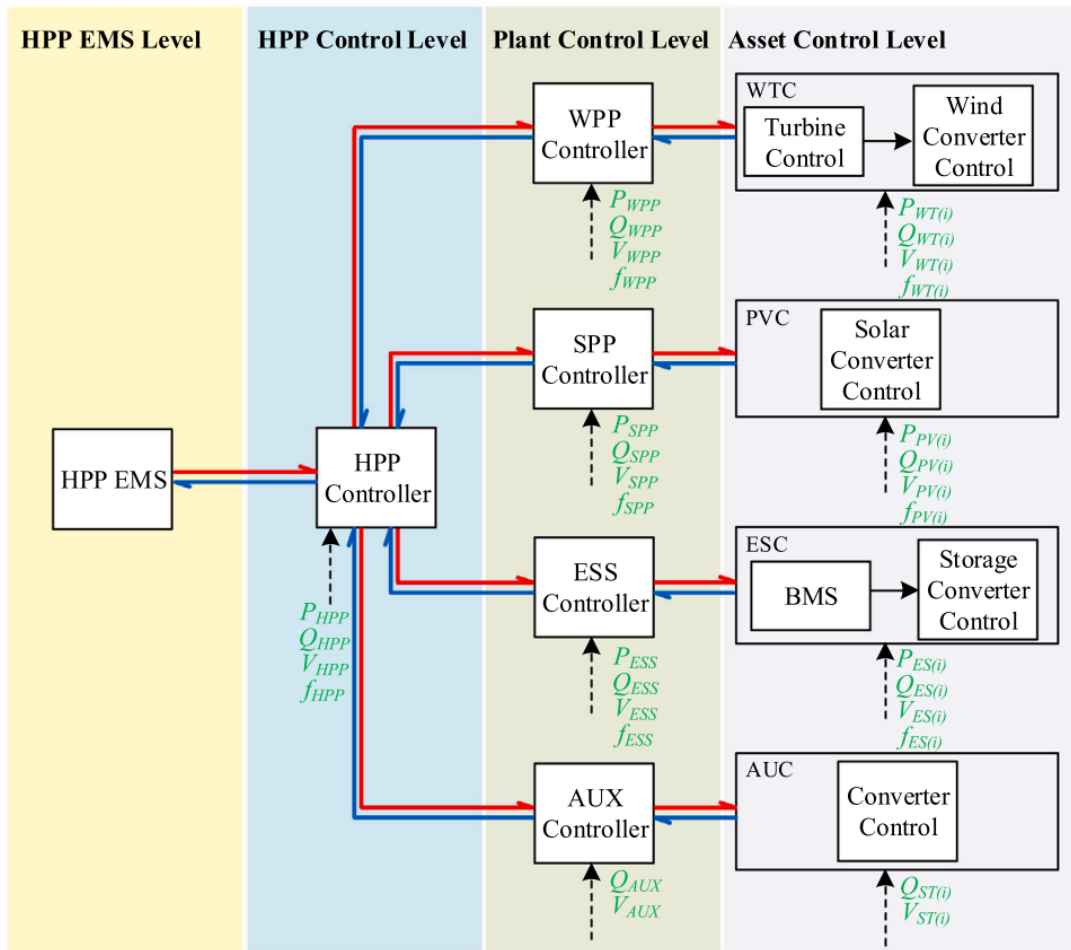 HPP EMS Level
HPP Control Level
Plant Control Level
Asset Control Level
WPP
Controller
P_WPP
Q_WPP
V_WPP
f_WPP
WTC
Turbine
Control
Wind
Converter
Control
P_WT(i)
Q_WT(i)
V_WT(i)
f_WT(i)
SPP
Controller
P_SPP
Q_SPP
V_SPP
f_SPP
PVC
Solar
Converter
Control
P_PV(i)
Q_PV(i)
V_PV(i)
f_PV(i)
HPP EMS
HPP
Controller
P_HPP
Q_HPP
V_HPP
f_HPP
ESS
Controller
P_ESS
Q_ESS
V_ESS
f_ESS
ESC
BMS
Storage
Converter
Control
P_ES(i)
Q_ES(i)
V_ES(i)
f_ES(i)
AUX
Controller
Q_AUX
V_AUX
AUC
Converter
Control
Q_ST(i)
V_ST(i)